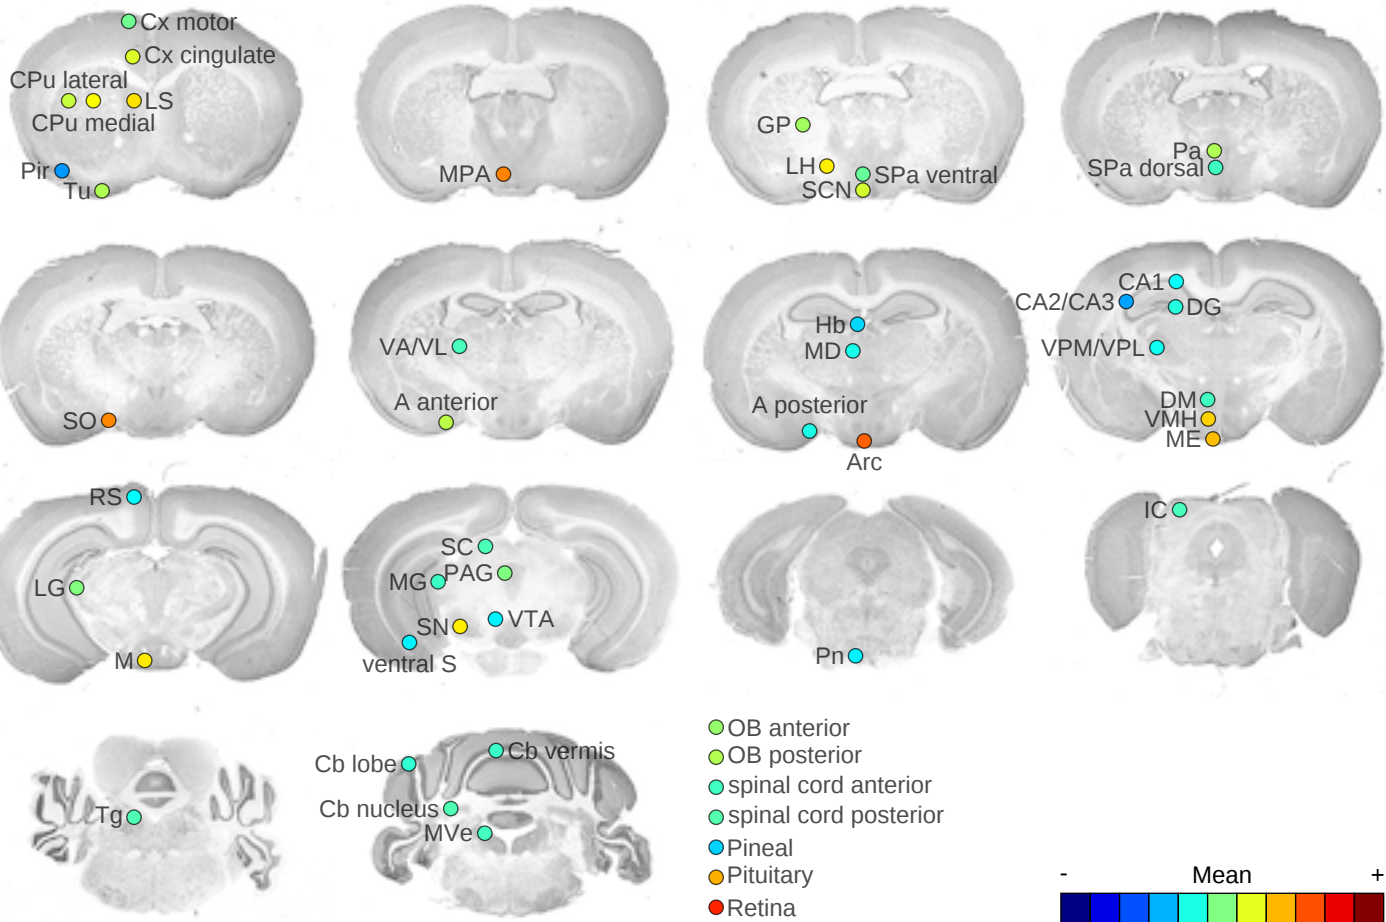 Cx motor
Cx cingulate
CPu lateral
LS
CPu medial
Pir
Tu
MPA
GP
LH
SPa ventral
SCN
Pa
SPa dorsal
SO
VA/VL
A anterior
Hb
MD
A posterior
Arc
CA1
CA2/CA3
DG
VPM/VPL
DM
VMH
ME
RS
LG
M
SC
MG
PAG
SN
VTA
ventral S
Pn
IC
Tg
Cb lobe
Cb vermis
Cb nucleus
MVe
OB anterior
OB posterior
spinal cord anterior
spinal cord posterior
Pineal
Pituitary
Retina
- Mean +